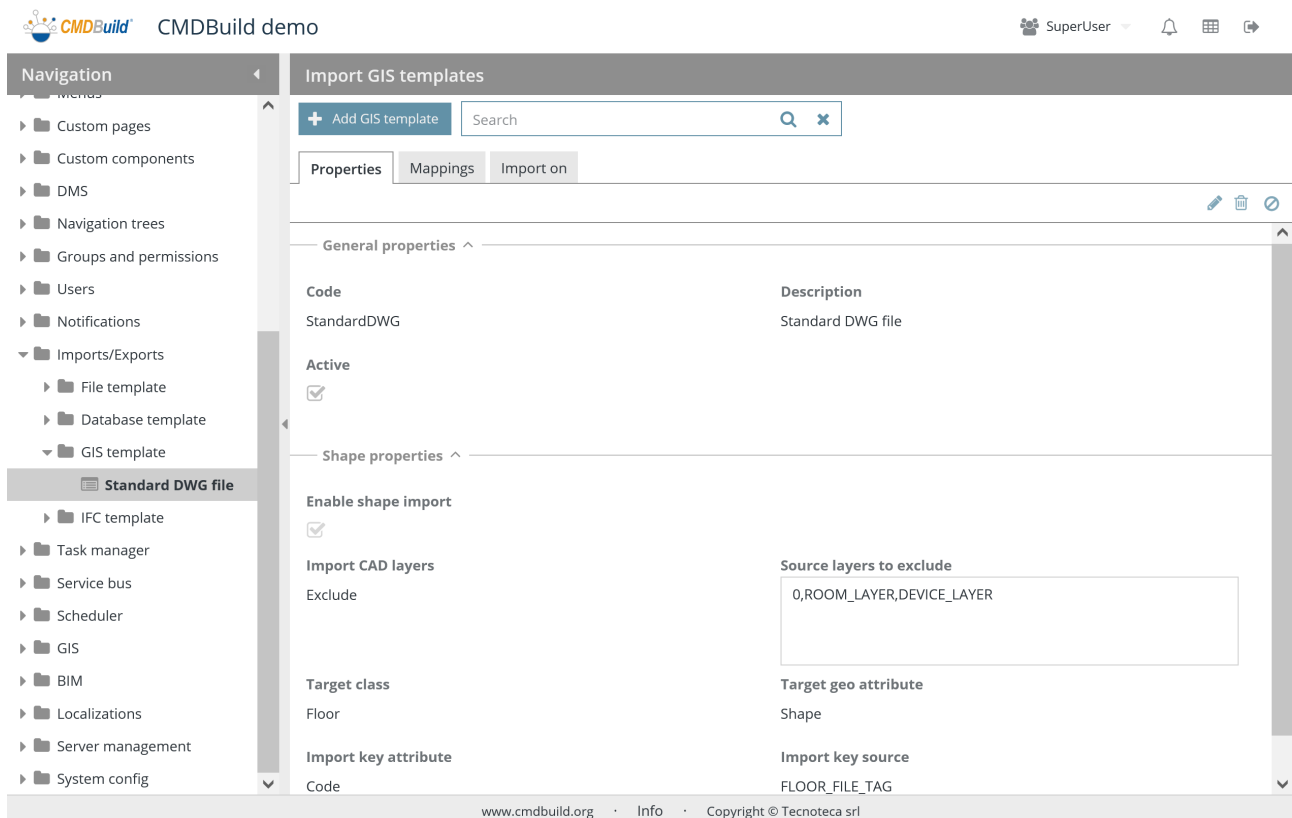 CMDBuild CMDBuild demo SuperUser
Navigation
Menus
Custom pages
Custom components
DMS
Navigation trees
Groups and permissions
Users
Notifications
Imports/Exports
File template
Database template
GIS template
Standard DWG file
IFC template
Task manager
Service bus
Scheduler
GIS
BIM
Localizations
Server management
System config
Import GIS templates
Add GIS template Search
Properties Mappings Import on
General properties
Code Description
StandardDWG Standard DWG file
Active
Shape properties
Enable shape import
Import CAD layers Source layers to exclude
Exclude 0,ROOM_LAYER,DEVICE_LAYER
Target class Target geo attribute
Floor Shape
Import key attribute Import key source
Code FLOOR_FILE_TAG
www.cmdbuild.org · Info · Copyright © Tecnoteca srl